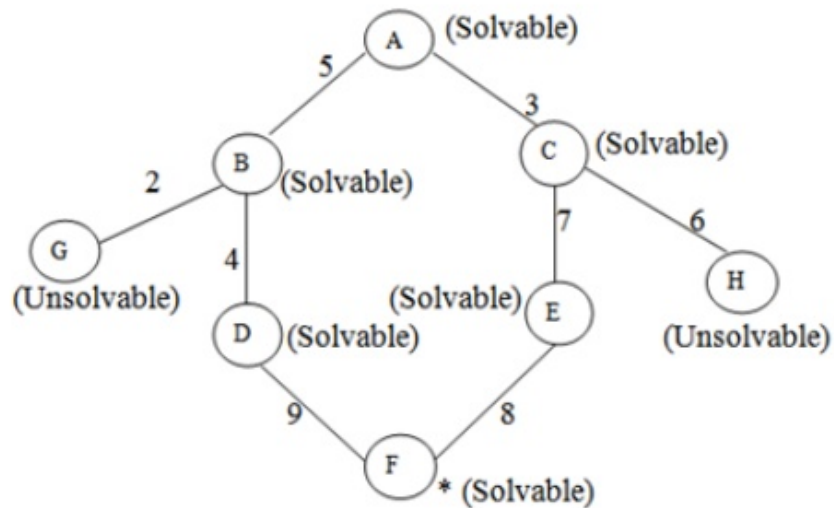 A (Solvable)
5
3
B
C (Solvable)
(Solvable)
2
7
6
G
4
H
(Unsolvable)
(Solvable) E
D (Solvable)
(Unsolvable)
9
8
F
* (Solvable)